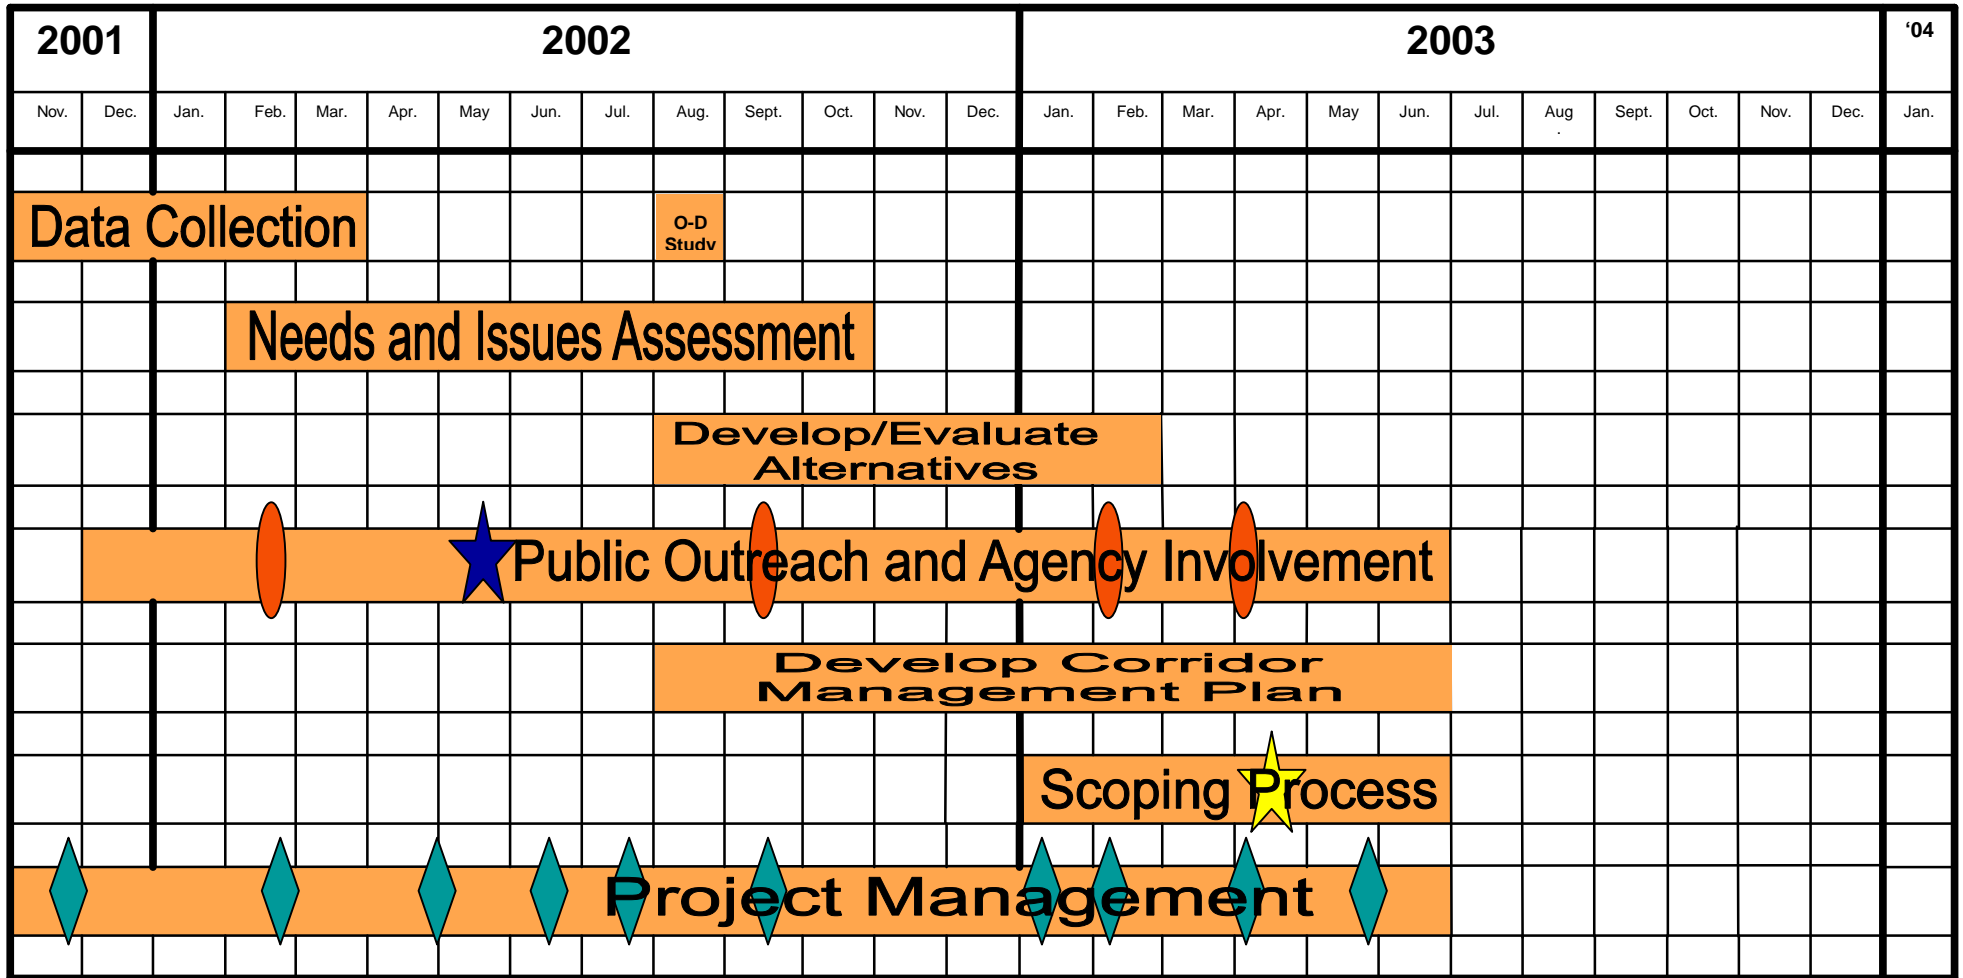 2001 2002 2003 ‘04
Nov. Dec. Jan. Feb. Mar. Apr. May Jun. Jul. Aug. Sept. Oct. Nov. Dec. Jan. Feb. Mar. Apr. May Jun. Jul. Aug Sept. Oct. Nov. Dec. Jan.
.
Data Collection
O-D
Study
Needs and Issues Assessment
Develop/Evaluate
Alternatives
Public Outreach and Agency Involvement
Develop Corridor
Management Plan
Scoping Process
Project Management